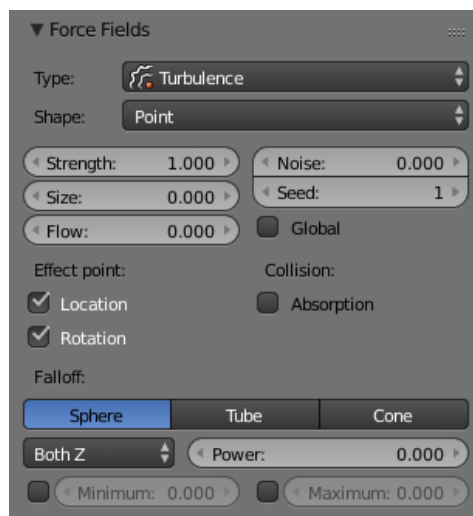 Force Fields
Type: Turbulence
Shape: Point
Strength: 1.000 Noise: 0.000
Size: 0.000 Seed: 1
Flow: 0.000 Global
Effect point: Collision:
Location Absorption
Rotation
Falloff:
Sphere Tube Cone
Both Z Power: 0.000
Minimum: 0.000 Maximum: 0.000